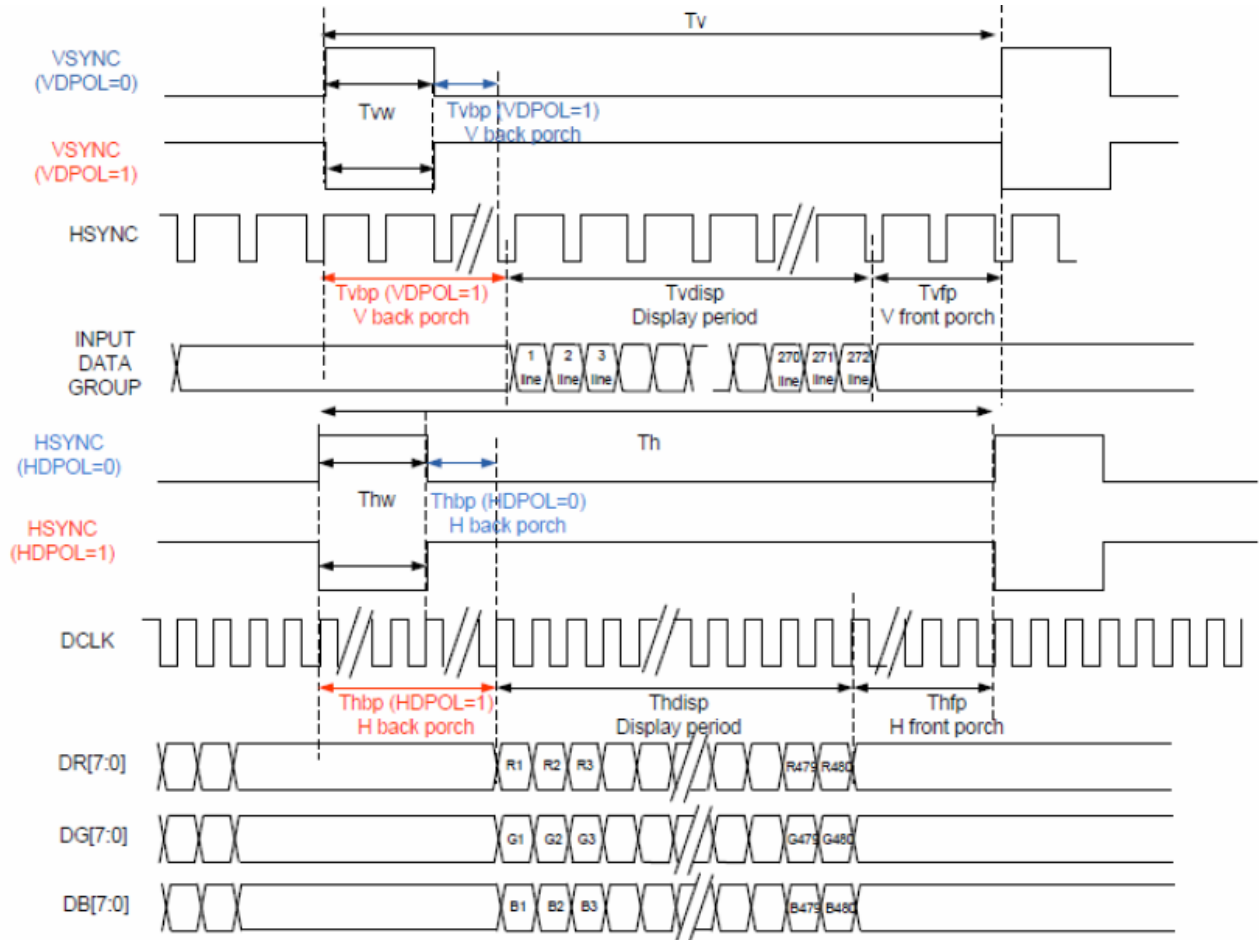 Tv
VSYNC
(VDPOL=0)
Tvw
Tvbp (VDPOL=1)
V back porch
VSYNC
(VDPOL=1)
HSYNC
Tvbp (VDPOL=1)
V back porch
Tvdisp
Display period
Tvfp
V front porch
INPUT
DATA
GROUP
1
line
2
line
3
line
270
line
271
line
272
line
HSYNC
(HDPOL=0)
Th
Thw
Thbp (HDPOL=0)
H back porch
HSYNC
(HDPOL=1)
DCLK
Thbp (HDPOL=1)
H back porch
Thdisp
Display period
Thfp
H front porch
DR[7:0]
R1
R2
R3
R479
R480
DG[7:0]
G1
G2
G3
G479
G480
DB[7:0]
B1
B2
B3
B479
B480